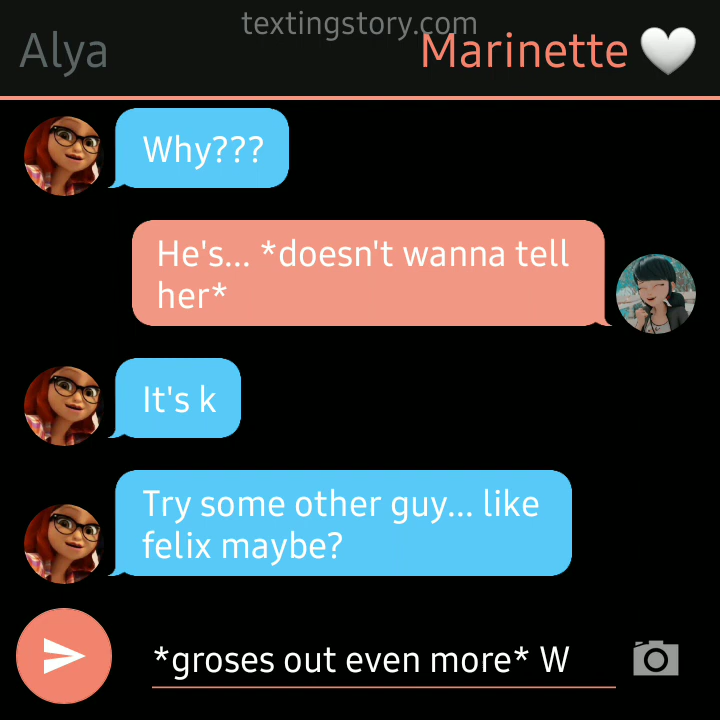 textingstory.com
Alya
Marinette 🤍
Why???
He's... *doesn't wanna tell
her*
It's k
Try some other guy... like
felix maybe?
*groses out even more* W